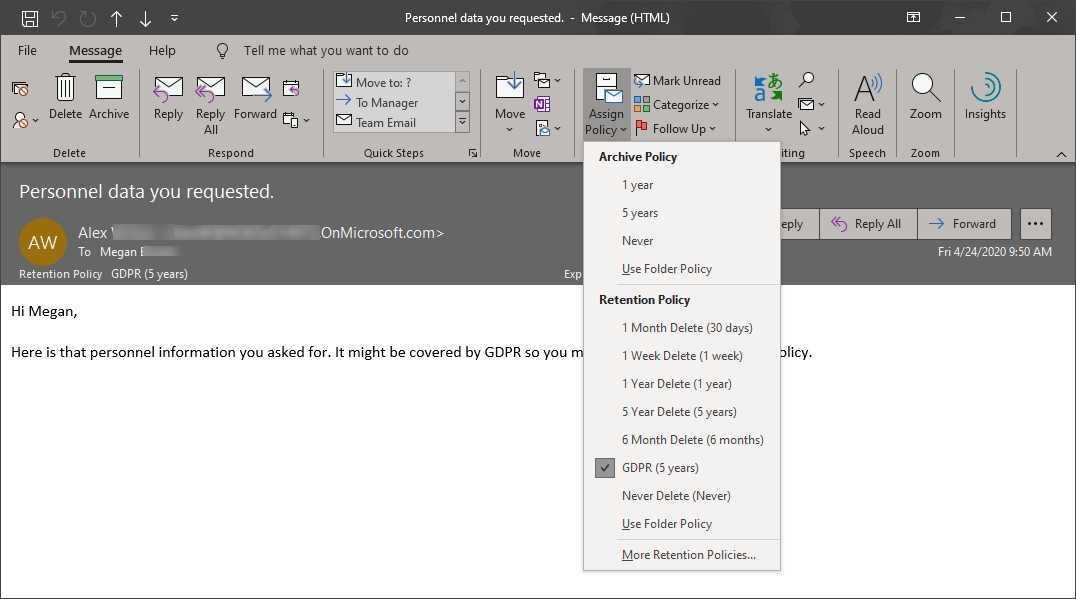 Personnel data you requested. - Message (HTML)
File Message Help Tell me what you want to do
Delete Archive
Delete
Reply Reply All Forward
Respond
Move to: ?
To Manager
Team Email
Quick Steps
Move
Move
Assign Policy
Mark Unread
Categorize
Follow Up
Translate
iting
Read Aloud
Speech
Zoom
Zoom
Insights
Personnel data you requested.
AW
Alex OnMicrosoft.com>
To Megan
Retention Policy GDPR (5 years) Exp
eply Reply All Forward ...
Fri 4/24/2020 9:50 AM
Hi Megan,
Here is that personnel information you asked for. It might be covered by GDPR so you m olicy.
Archive Policy
1 year
5 years
Never
Use Folder Policy
Retention Policy
1 Month Delete (30 days)
1 Week Delete (1 week)
1 Year Delete (1 year)
5 Year Delete (5 years)
6 Month Delete (6 months)
GDPR (5 years)
Never Delete (Never)
Use Folder Policy
More Retention Policies...